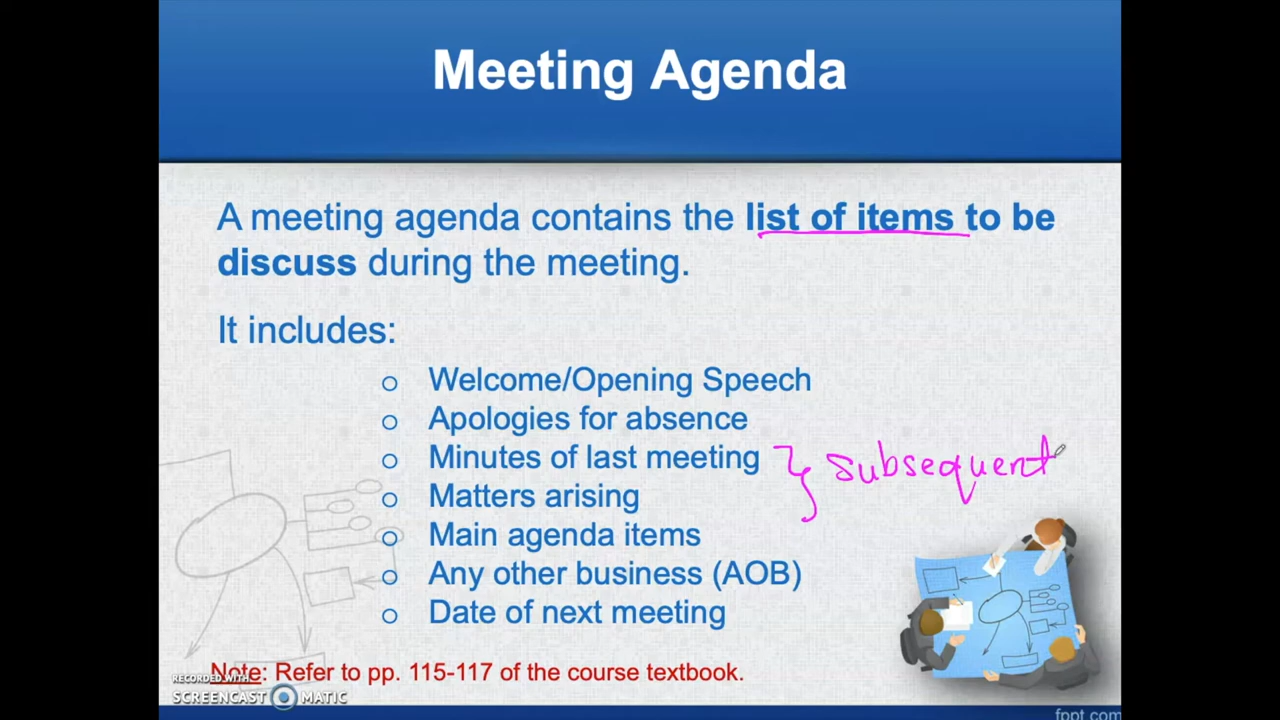 Meeting Agenda
A meeting agenda contains the list of items to be
discuss during the meeting.
It includes:
o Welcome/Opening Speech
o Apologies for absence
o Minutes of last meeting
subsequent
o Matters arising
o Main agenda items
o Any other business (AOB)
o Date of next meeting
Note: Refer to pp. 115-117 of the course textbook.
RECORDED WITH
SCREENCAST MATIC
fppt.com